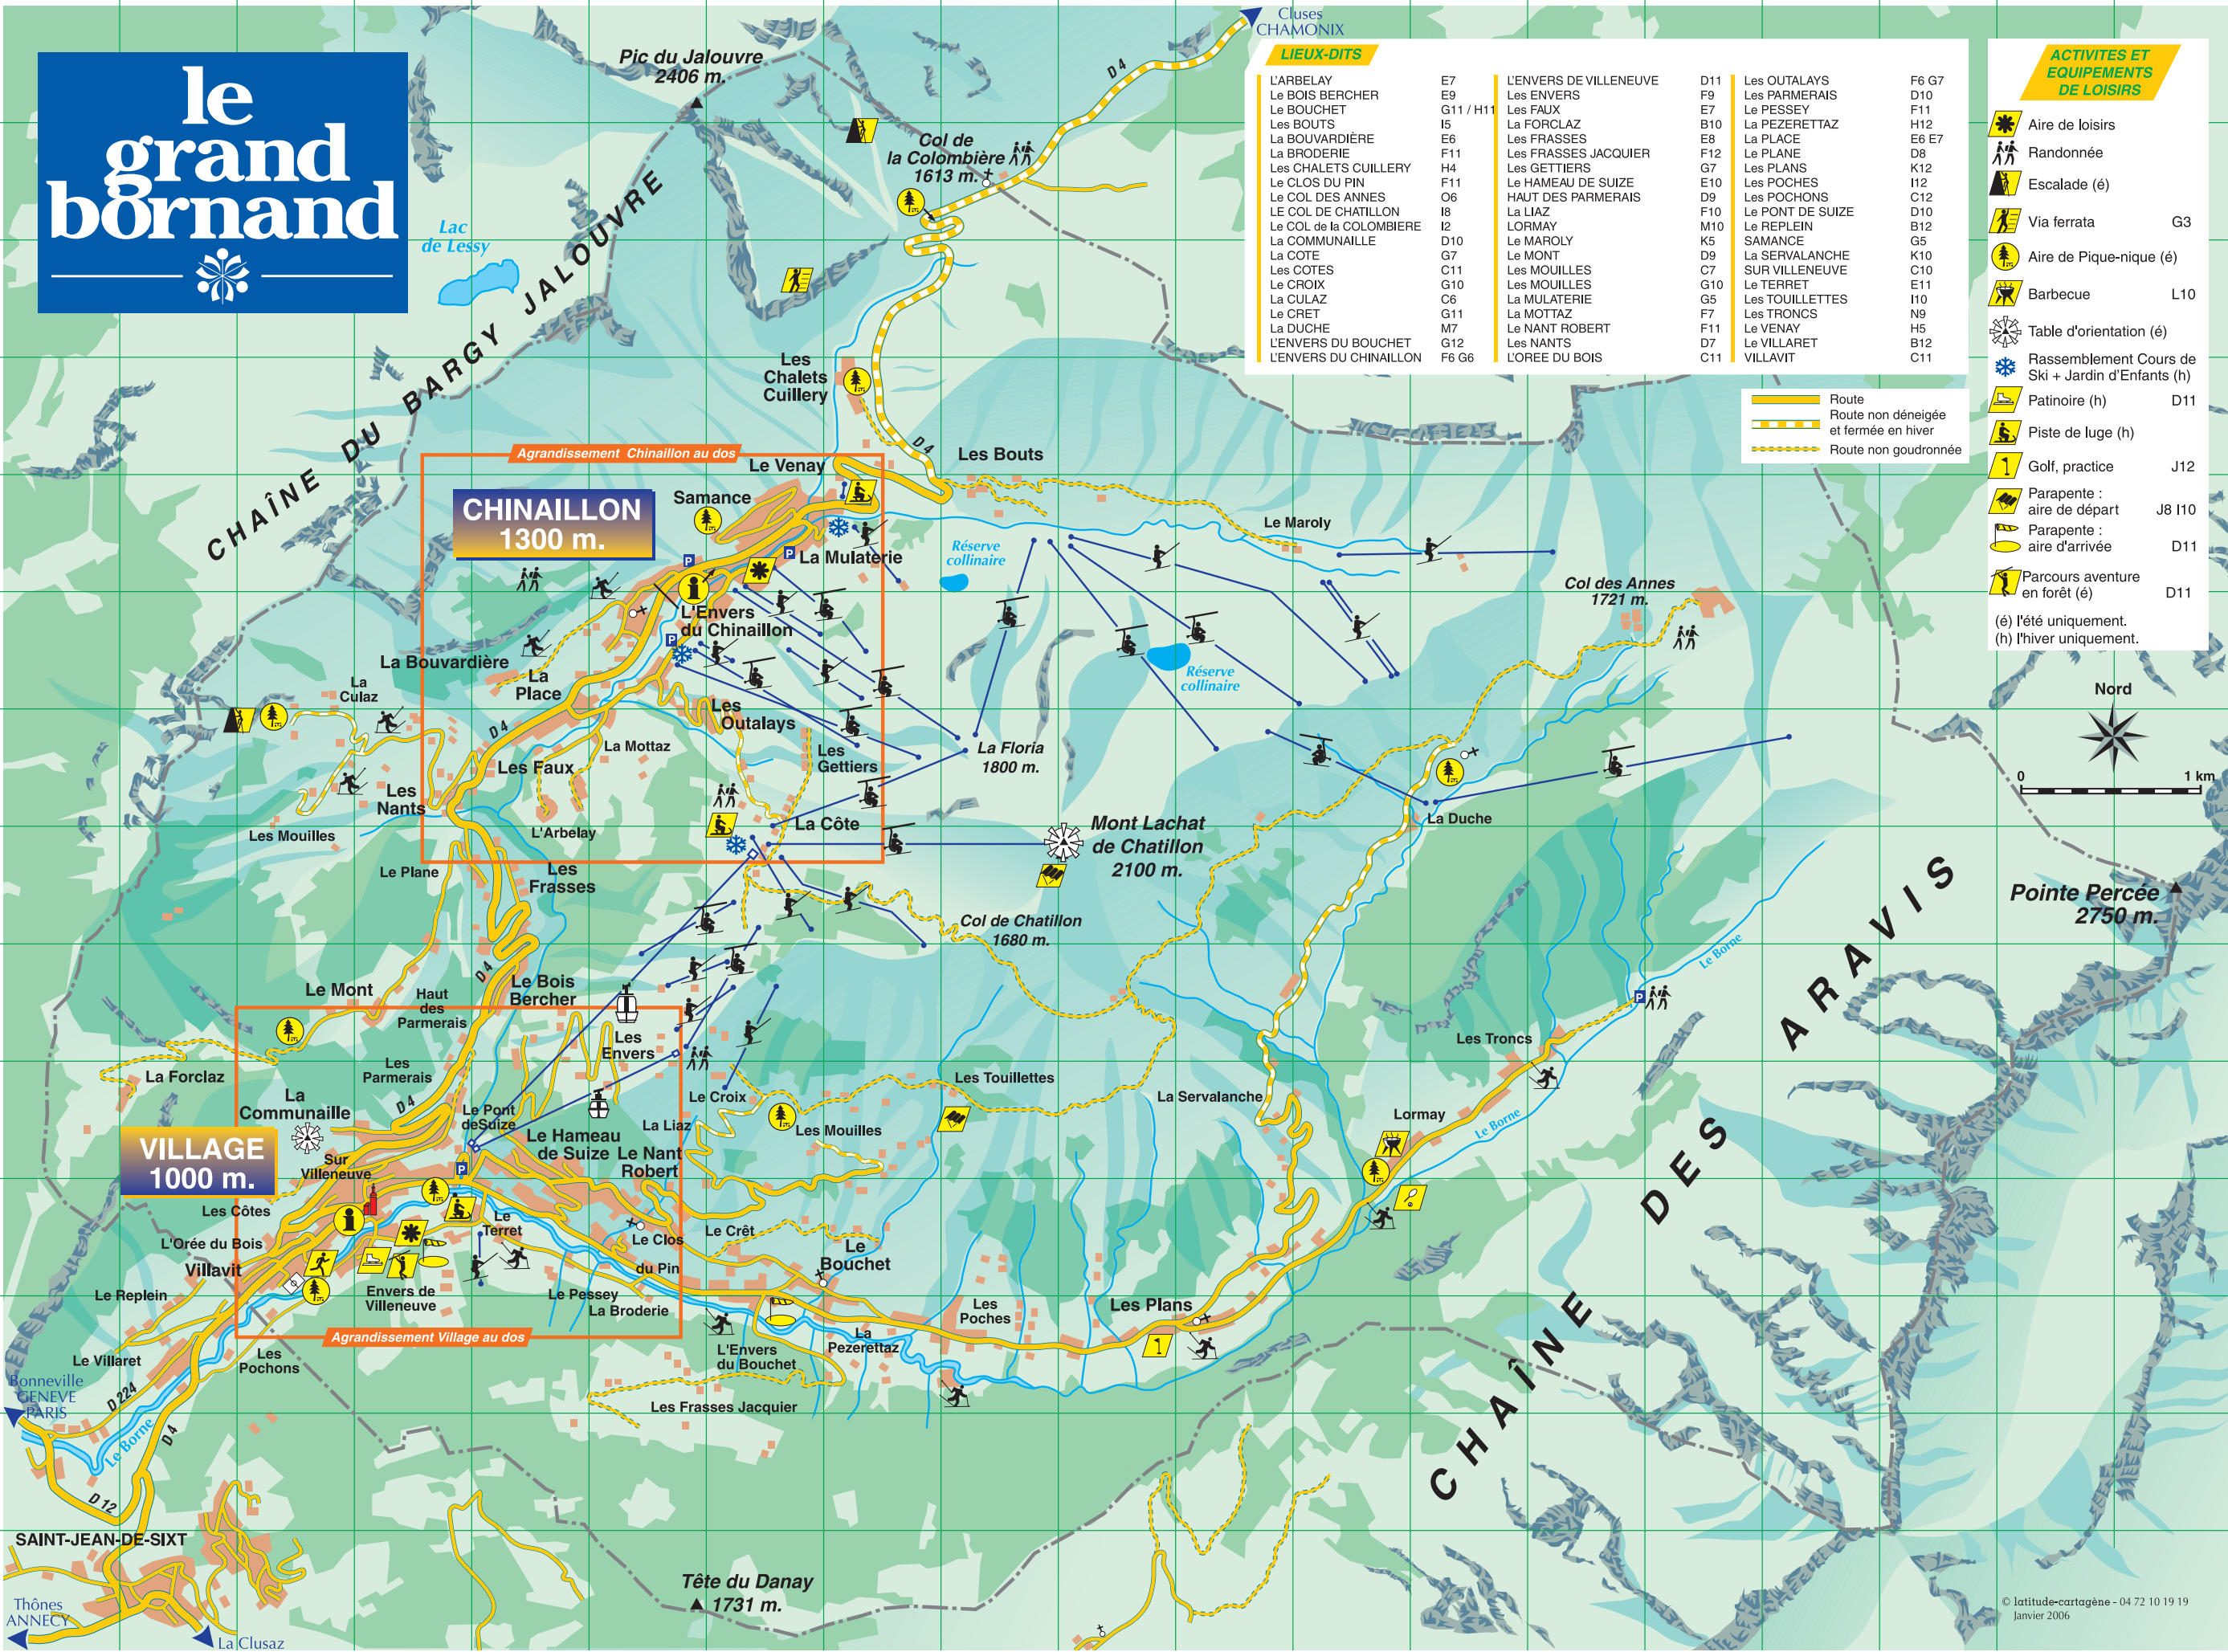 le
grand
bornand
Cluses
CHAMONIX
D 4
Pic du Jalouvre
2406 m.
Col de
la Colombière
1613 m.
Lac
de Lessy
CHAÎNE DU BARGY JALOUVRE
LIEUX-DITS
L'ARBELAY E7
Le BOIS BERCHER E9
Le BOUCHET G11 / H11
Les BOUTS I5
La BOUVARDIÈRE E6
La BRODERIE F11
Les CHALETS CUILLERY H4
Le CLOS DU PIN F11
Le COL DES ANNES O6
LE COL DE CHATILLON I8
Le COL de la COLOMBIERE I2
La COMMUNAILLE D10
La COTE G7
Les COTES C11
Le CROIX G10
La CULAZ C6
Le CRET G11
La DUCHE M7
L'ENVERS DU BOUCHET G12
L'ENVERS DU CHINAILLON F6 G6
L'ENVERS DE VILLENEUVE D11
Les ENVERS F9
Les FAUX E7
La FORCLAZ B10
Les FRASSES E8
Les FRASSES JACQUIER F12
Les GETTIERS G7
Le HAMEAU DE SUIZE E10
HAUT DES PARMERAIS D9
La LIAZ F10
LORMAY M10
Le MAROLY K5
Le MONT D9
Les MOUILLES C7
Les MOUILLES G10
La MULATERIE G5
La MOTTAZ F7
Le NANT ROBERT F11
Les NANTS D7
L'OREE DU BOIS C11
Les OUTALAYS F6 G7
Les PARMERAIS D10
Le PESSEY F11
La PEZERETTAZ H12
La PLACE E6 E7
Le PLANE D8
Les PLANS K12
Les POCHES I12
Les POCHONS C12
Le PONT DE SUIZE D10
Le REPLEIN B12
SAMANCE G5
La SERVALANCHE K10
SUR VILLENEUVE C10
Le TERRET E11
Les TOUILLETTES I10
Les TRONCS N9
Le VENAY H5
Le VILLARET B12
VILLAVIT C11
Route
Route non déneigée
et fermée en hiver
Route non goudronnée
ACTIVITES ET
EQUIPEMENTS
DE LOISIRS
Aire de loisirs
Randonnée
Escalade (é)
Via ferrata G3
Aire de Pique-nique (é)
Barbecue L10
Table d'orientation (é)
Rassemblement Cours de
Ski + Jardin d'Enfants (h)
Patinoire (h) D11
Piste de luge (h)
Golf, practice J12
Parapente :
aire de départ J8 I10
Parapente :
aire d'arrivée D11
Parcours aventure
en forêt (é) D11
(é) l'été uniquement.
(h) l'hiver uniquement.
Nord
0 1 km
Les
Chalets
Cuillery
D 4
Agrandissement Chinaillon au dos
Le Venay
Les Bouts
CHINAILLON
1300 m.
Samance
Le Maroly
La Mulaterie
Réserve
collinaire
P
P
Col des Annes
1721 m.
L'Envers
du Chinaillon
P
La Bouvardière
La
Place
Réserve
collinaire
La
Culaz
Les
Outalays
D 4
La Mottaz
Les
Gettiers
La Floria
1800 m.
Les Faux
Les
Nants
Les Mouilles
L'Arbelay
La Côte
Mont Lachat
de Chatillon
2100 m.
La Duche
Le Plane
Les
Frasses
Pointe Percée
2750 m.
Col de Chatillon
1680 m.
Le Borne
D 4
Le Mont
Haut
des
Parmerais
Le Bois
Bercher
P
Les
Envers
Les Troncs
La Forclaz
Les
Parmerais
Les Touillettes
La Servalanche
La
Communaille
D 4
Le Pont
deSuize
Le Croix
La Liaz
Les Mouilles
Lormay
Le Borne
VILLAGE
1000 m.
Sur
Villeneuve
Le Hameau
de Suize
Le Nant
Robert
P
Les Côtes
L'Orée du Bois
Villavit
Le
Terret
Le Clos
du Pin
Le Crêt
Le
Bouchet
Le Replein
Envers de
Villeneuve
Le Pessey
La Broderie
Les
Poches
Les Plans
Agrandissement Village au dos
Le Villaret
Les
Pochons
L'Envers
du Bouchet
La
Pezerettaz
Les Frasses Jacquier
CHAÎNE DES ARAVIS
Bonneville
GENEVE
PARIS
D 224
Le Borne
D 4
D 12
SAINT-JEAN-DE-SIXT
Thônes
ANNECY
La Clusaz
Tête du Danay
1731 m.
© latitude-cartagène - 04 72 10 19 19
Janvier 2006